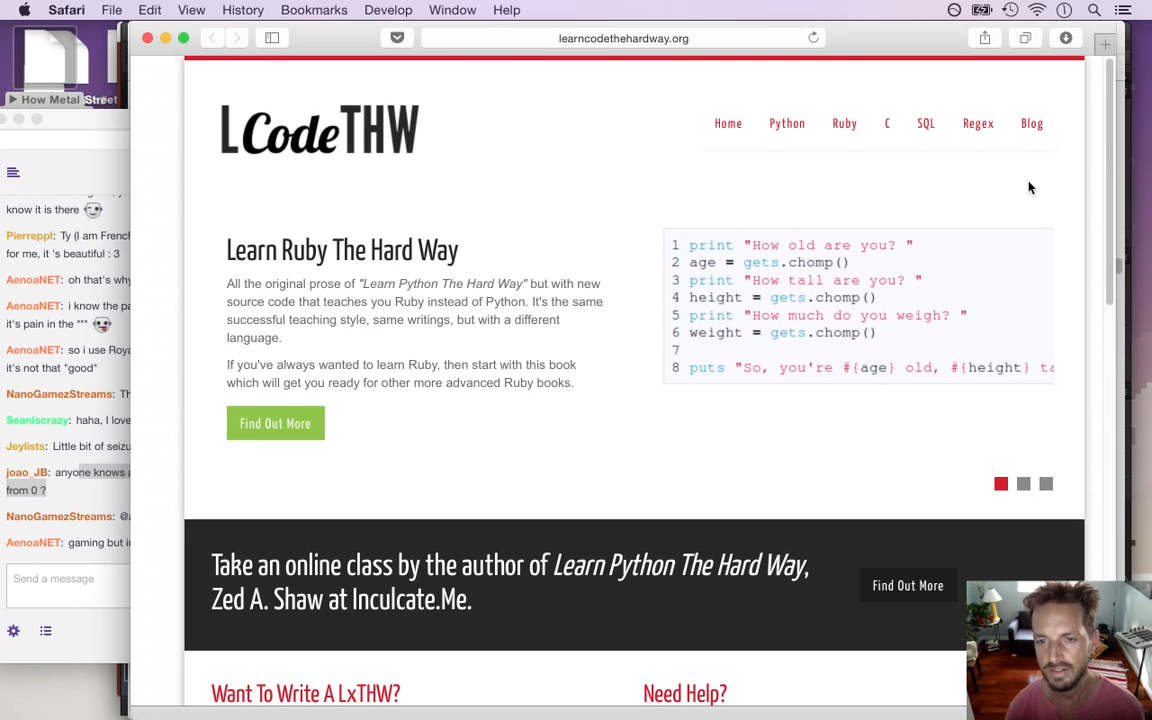 Safari File Edit View History Bookmarks Develop Window Help
learncodethehardway.org
How Metal
Street
LCodeTHW
Home Python Ruby C SQL Regex Blog
know it is there
Pierreppl: Ty (I am French
for me, it 's beautiful : 3
AenoaNET: oh that's why
AenoaNET: i know the pa
it's pain in the ***
AenoaNET: so i use Roya
it's not that "good"
NanoGamezStreams: Th
Seaniscrazy: haha, I love
Jeylists: Little bit of seizu
joao_JB: anyone knows a
from 0 ?
NanoGamezStreams: @a
AenoaNET: gaming but in
Send a message
Learn Ruby The Hard Way
All the original prose of "Learn Python The Hard Way" but with new
source code that teaches you Ruby instead of Python. It's the same
successful teaching style, same writings, but with a different
language.
If you've always wanted to learn Ruby, then start with this book
which will get you ready for other more advanced Ruby books.
Find Out More
1 print "How old are you? "
2 age = gets.chomp()
3 print "How tall are you? "
4 height = gets.chomp()
5 print "How much do you weigh? "
6 weight = gets.chomp()
7
8 puts "So, you're #{age} old, #{height} ta
Take an online class by the author of Learn Python The Hard Way,
Zed A. Shaw at Inculcate.Me.
Find Out More
Want To Write A LxTHW?
Need Help?